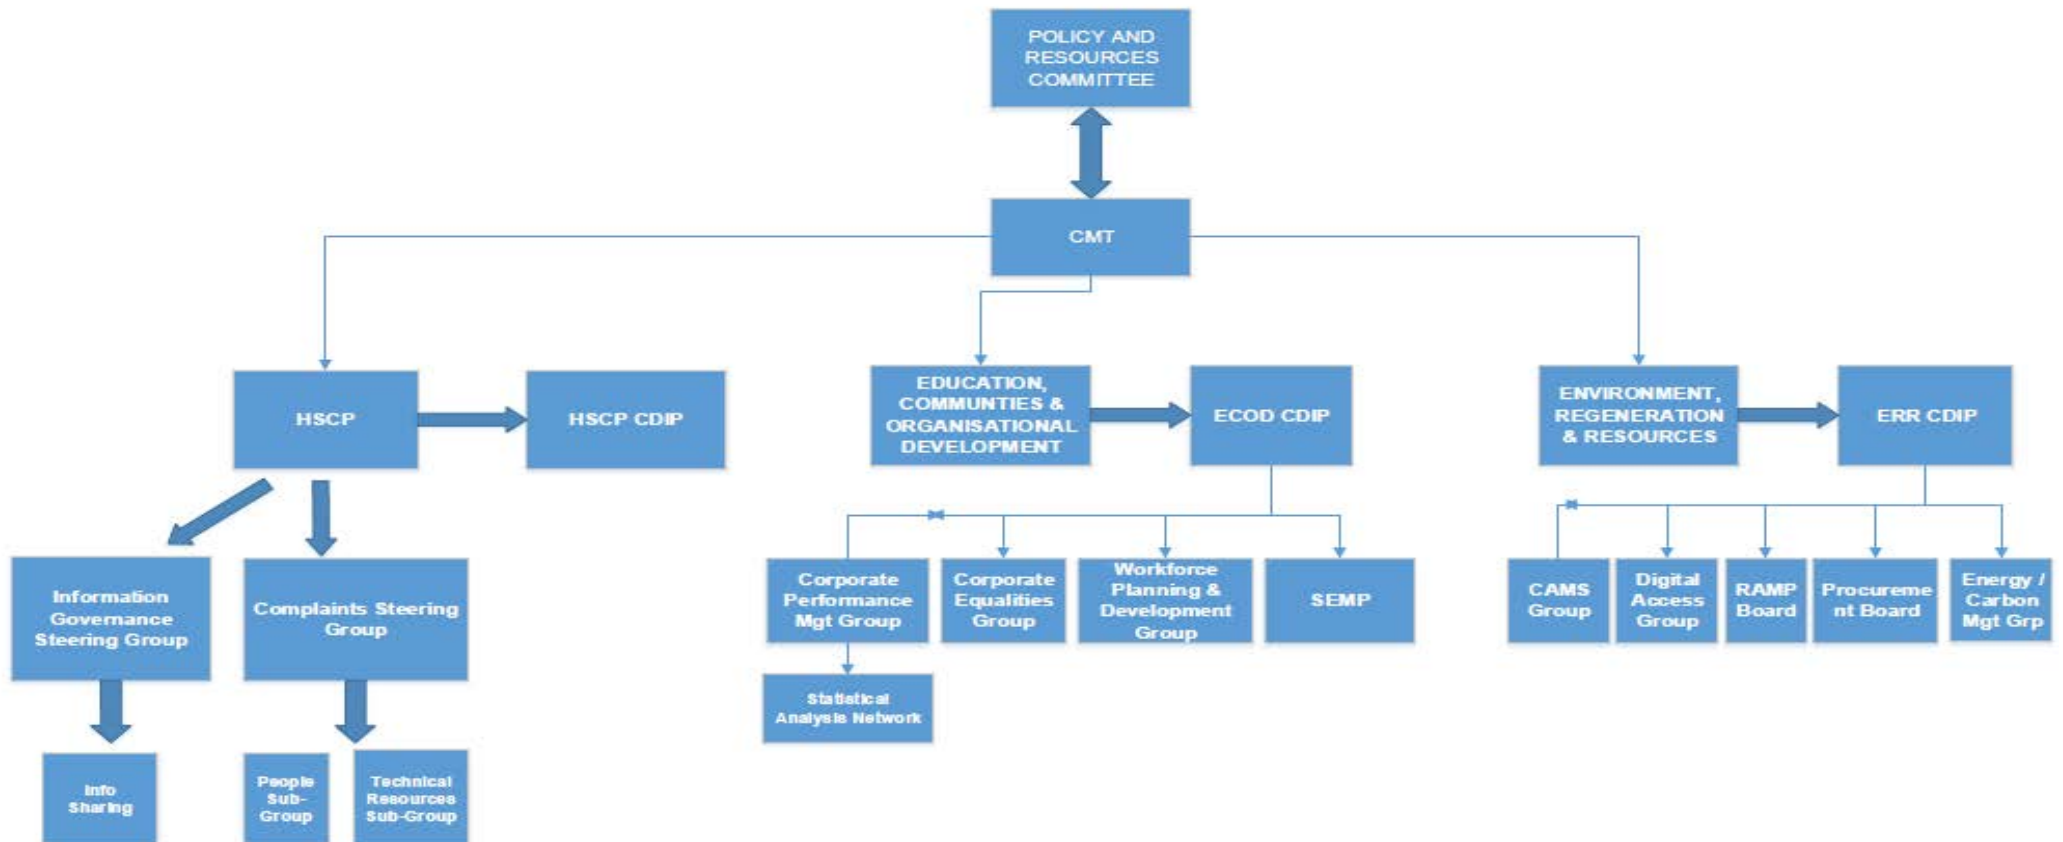 POLICY AND
RESOURCES
COMMITTEE
CMT
HSCP
HSCP CDIP
EDUCATION,
COMMUNTIES &
ORGANISATIONAL
DEVELOPMENT
ECOD CDIP
ENVIRONMENT,
REGENERATION
& RESOURCES
ERR CDIP
Information
Governance
Steering Group
Complaints Steering
Group
Corporate
Performance
Mgt Group
Corporate
Equalities
Group
Workforce
Planning &
Development
Group
SEMP
CAMS
Group
Digital
Access
Group
RAMP
Board
Procureme
nt Board
Energy /
Carbon
Mgt Grp
Statistical
Analysis Network
Info
Sharing
People
Sub-
Group
Technical
Resources
Sub-Group